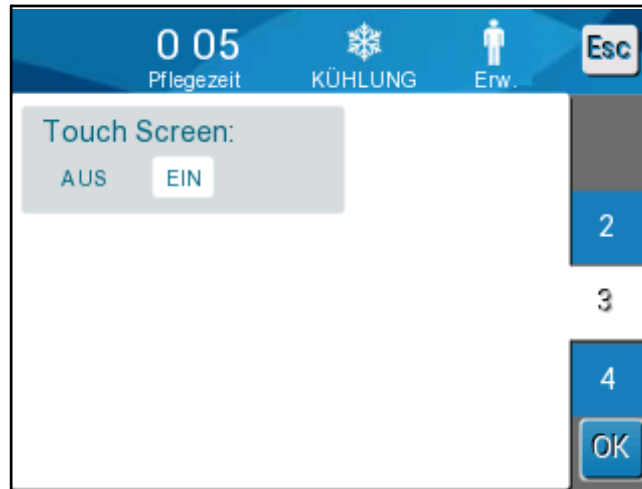 0 05
Pflegezeit
KÜHLUNG
Erw.
Esc
Touch Screen:
AUS EIN
2
3
4
OK